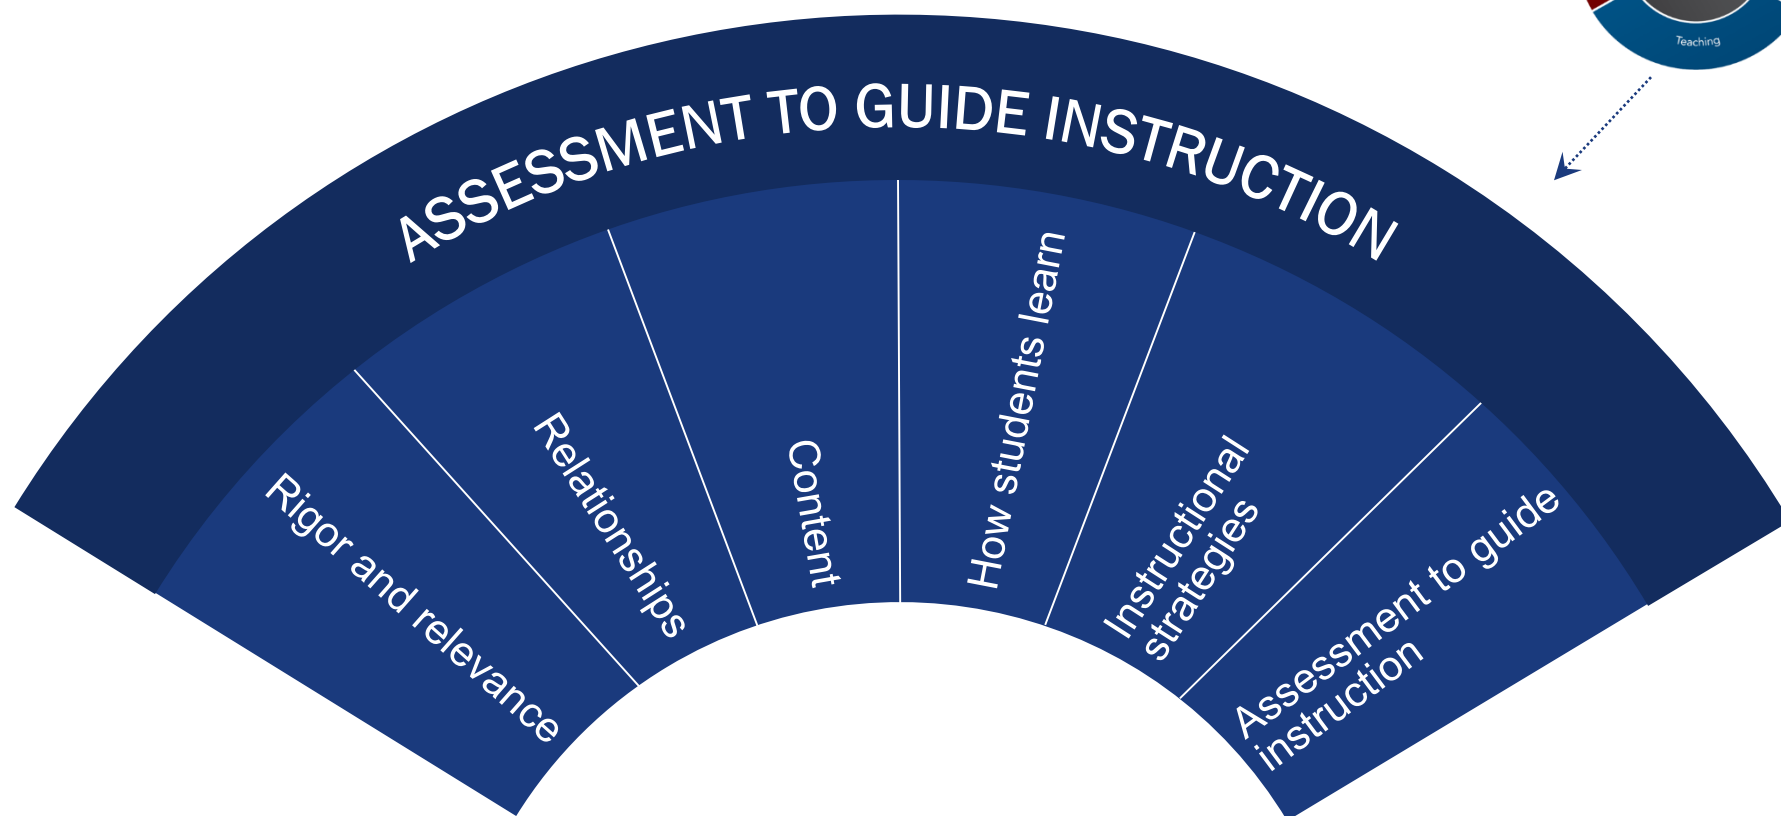 Teaching
ASSESSMENT TO GUIDE INSTRUCTION
Rigor and relevance
Relationships
Content
How students learn
Instructional
strategies
Assessment to guide
instruction